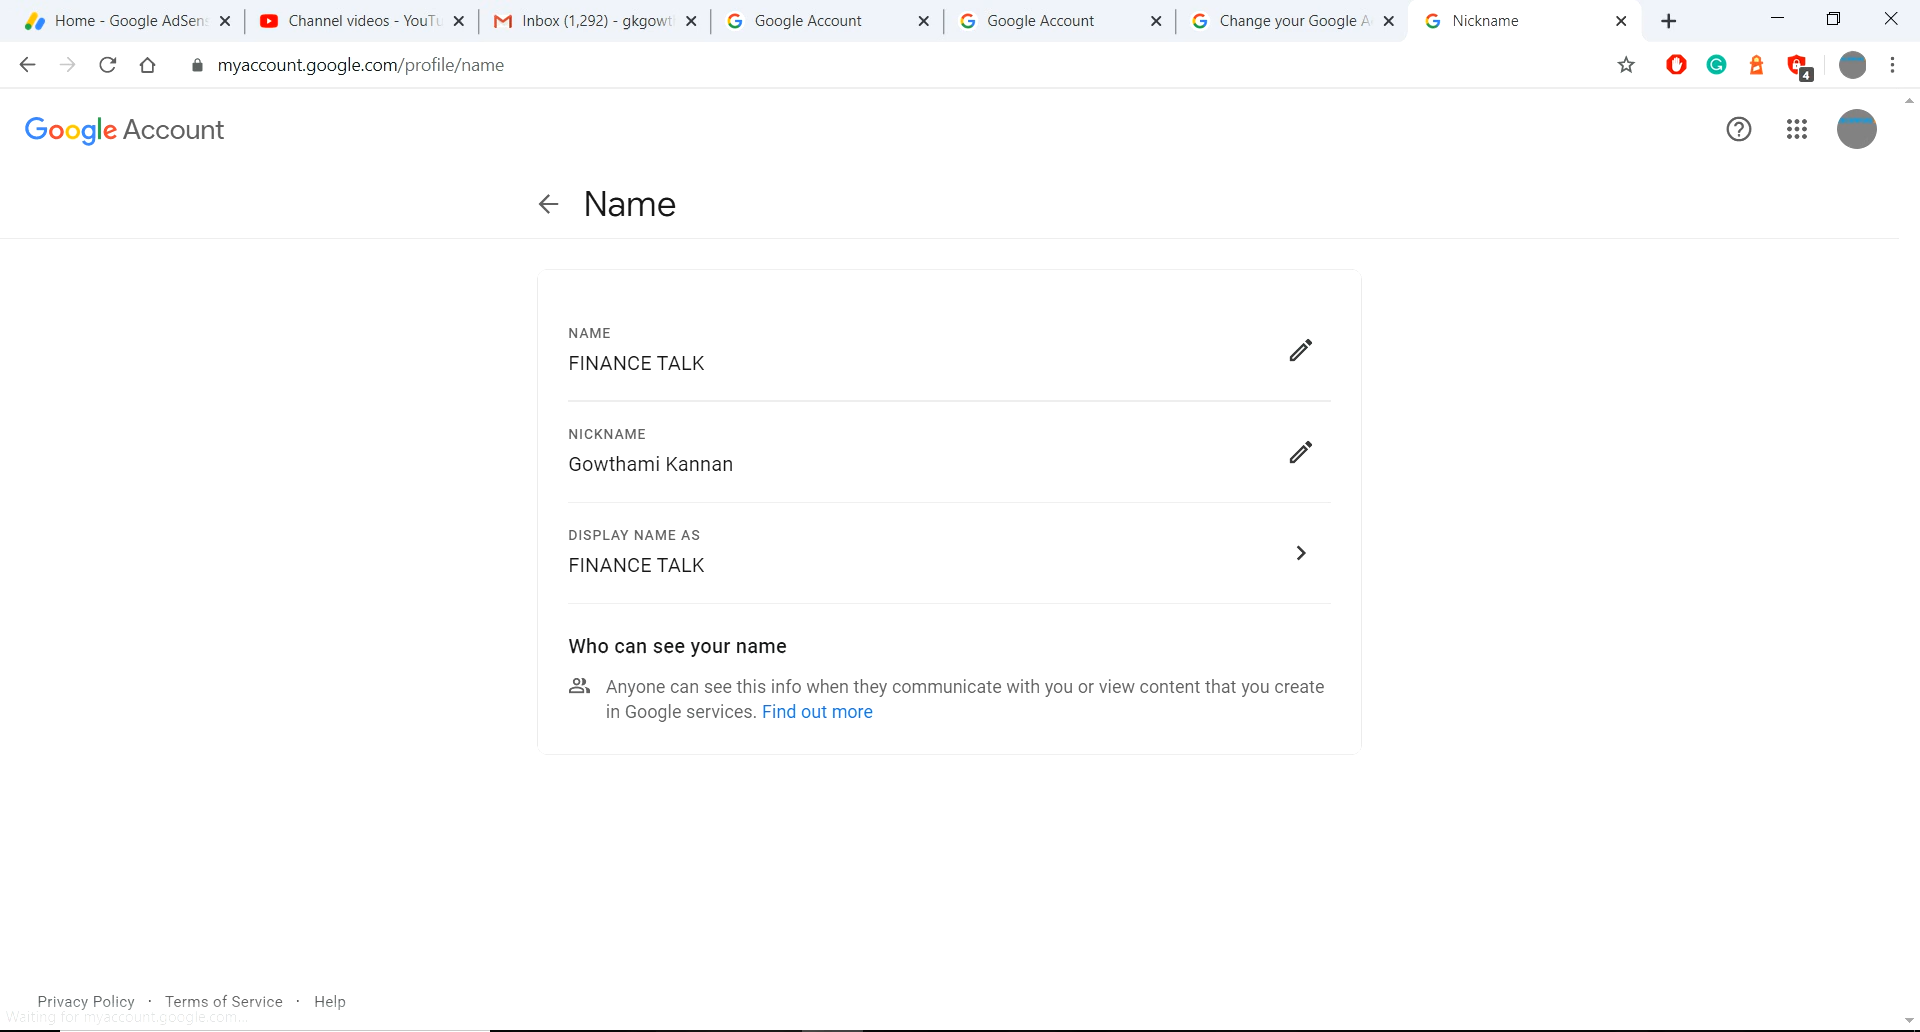 Home - Google AdSens
Channel videos - YouTu
Inbox (1,292) - gkgowt
Google Account
Google Account
Change your Google A
Nickname
myaccount.google.com/profile/name
4
Google Account
Name
NAME
FINANCE TALK
NICKNAME
Gowthami Kannan
DISPLAY NAME AS
FINANCE TALK
Who can see your name
Anyone can see this info when they communicate with you or view content that you create
in Google services. Find out more
Privacy Policy · Terms of Service · Help
Waiting for myaccount.google.com...